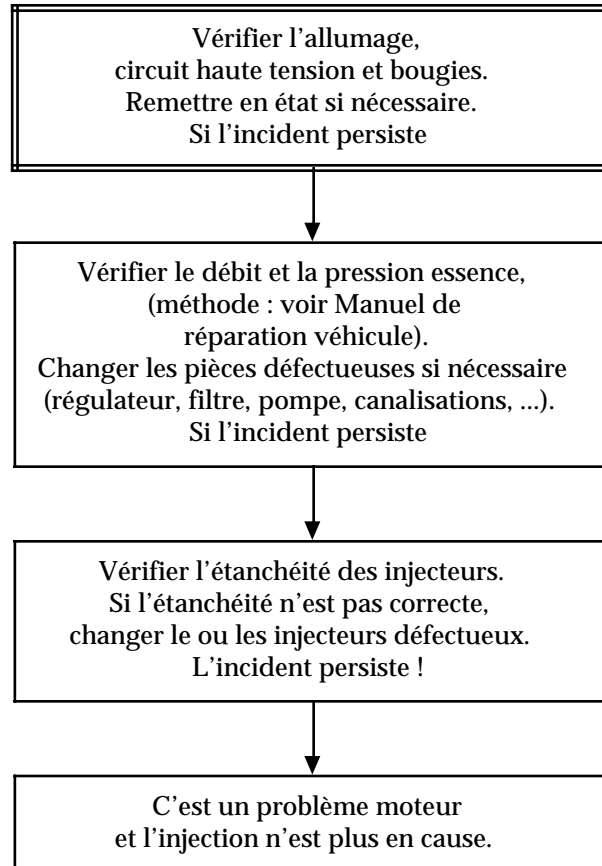 Vérifier l’allumage,
circuit haute tension et bougies.
Remettre en état si nécessaire.
Si l’incident persiste
Vérifier le débit et la pression essence,
(méthode : voir Manuel de
réparation véhicule).
Changer les pièces défectueuses si nécessaire
(régulateur, filtre, pompe, canalisations, ...).
Si l’incident persiste
Vérifier l’étanchéité des injecteurs.
Si l’étanchéité n’est pas correcte,
changer le ou les injecteurs défectueux.
L’incident persiste !
C’est un problème moteur
et l’injection n’est plus en cause.